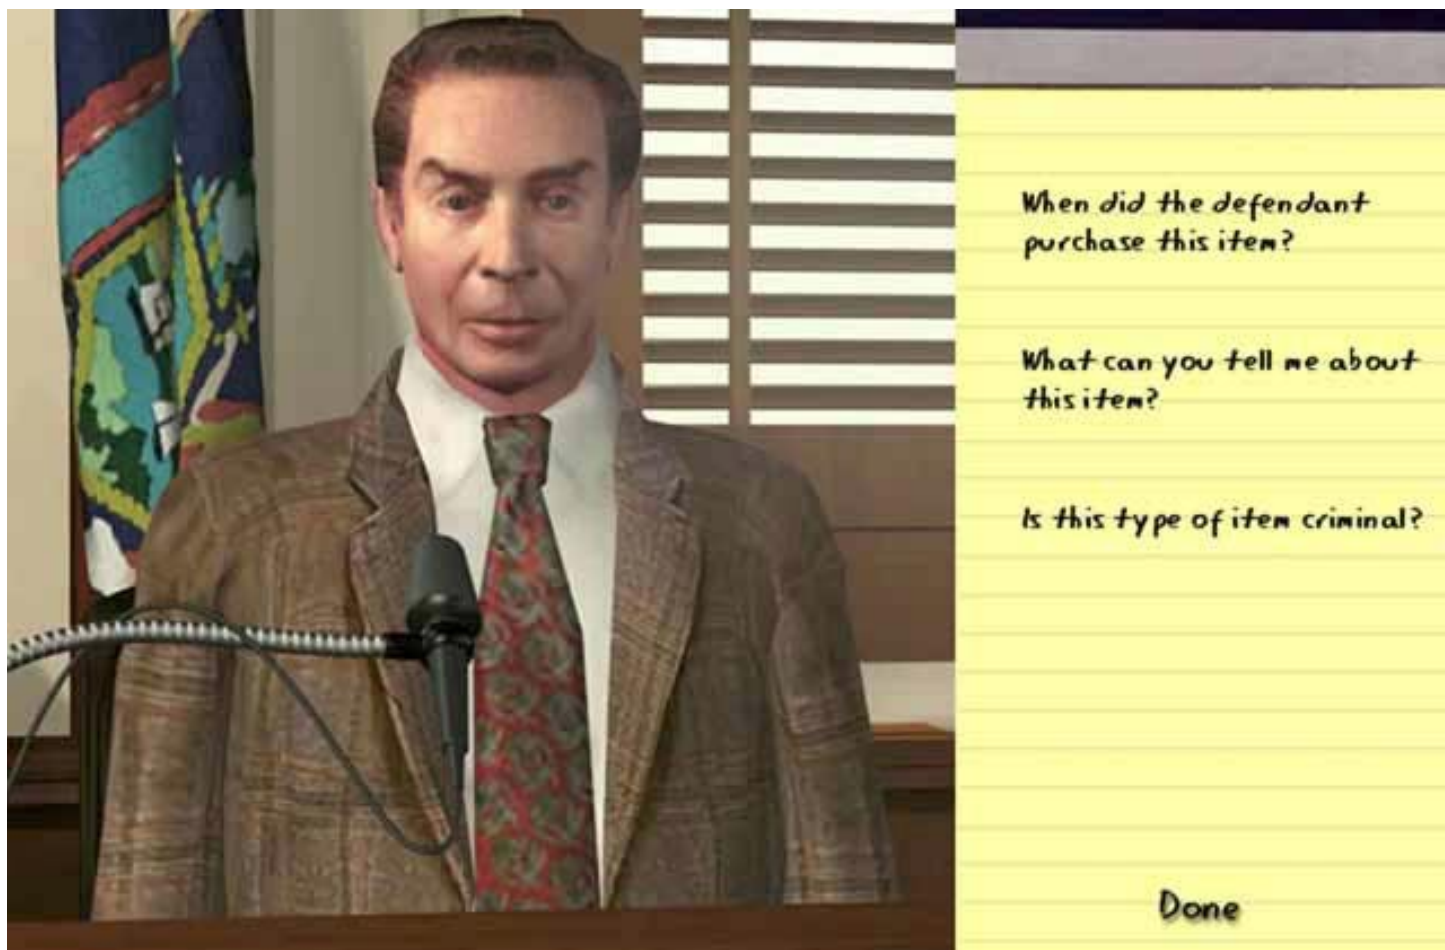 When did the defendant
purchase this item?
What can you tell me about
this item?
Is this type of item criminal?
Done